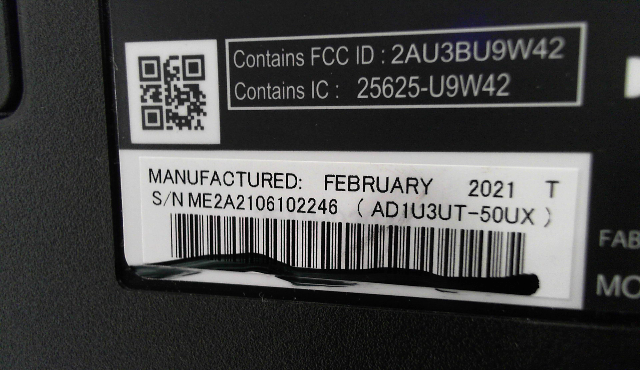 Contains FCC ID : 2AU3BU9W42
Contains IC : 25625-U9W42
MANUFACTURED: FEBRUARY 2021 T
S/N ME2A2106102246 ( AD1U3UT-50UX )
FAB
MO